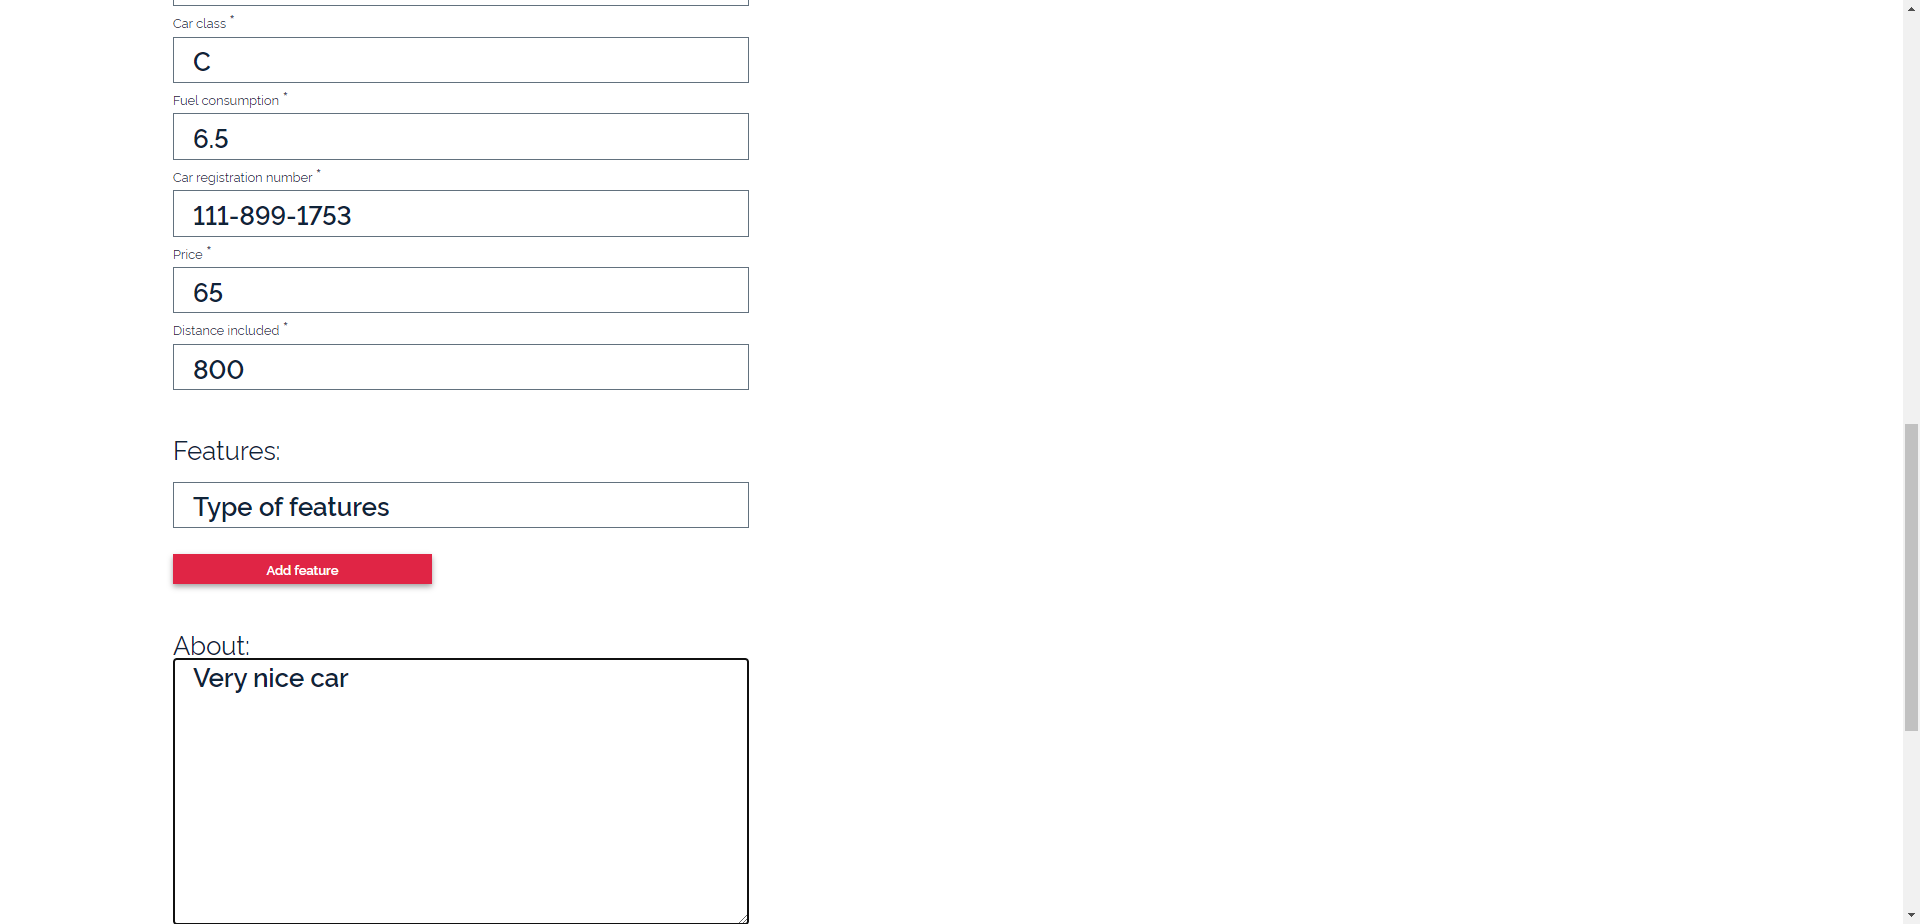 Car class *
C
Fuel consumption *
6.5
Car registration number *
111-899-1753
Price *
65
Distance included *
800
Features:
Type of features
Add feature
About:
Very nice car